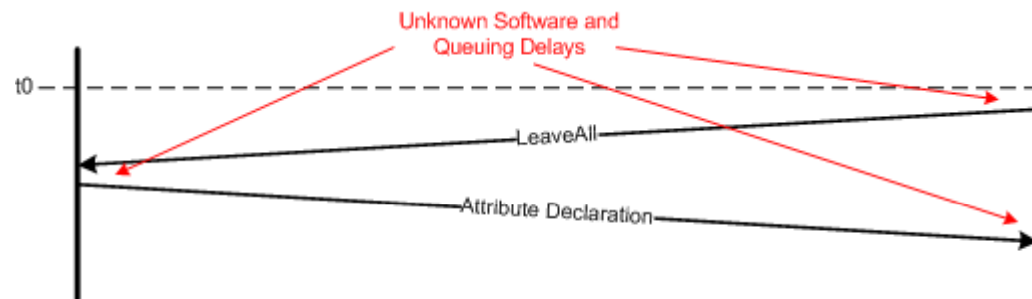 Unknown Software and
Queuing Delays
t0
LeaveAll
Attribute Declaration